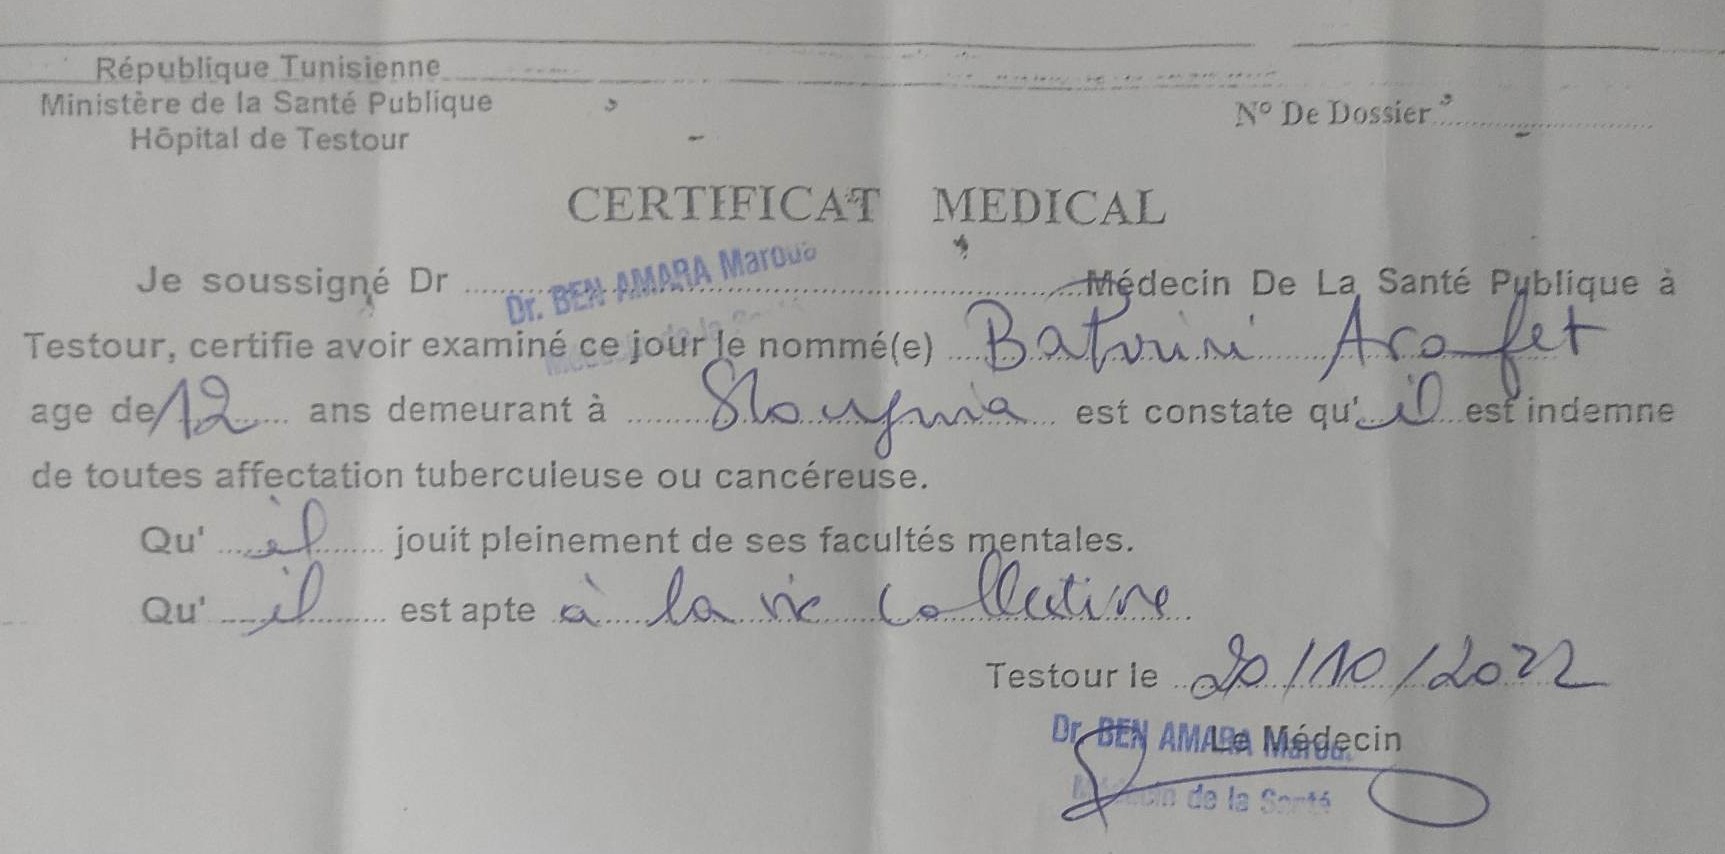 République Tunisienne
Ministère de la Santé Publique
Hôpital de Testour
N° De Dossier
CERTIFICAT MEDICAL
Je soussigné Dr Dr. BEN AMARA Médecin De La Santé Publique à
Testour, certifie avoir examiné ce jour le nommé(e) Batrini Arafet
age de 12 ans demeurant à Slouguia est constate qu' il est indemne
de toutes affectation tuberculeuse ou cancéreuse.
Qu' il jouit pleinement de ses facultés mentales.
Qu' il est apte à la vie collective
Testour le 20/10/2022
Le Médecin
Dr. BEN AMARA
Médecin de la Santé